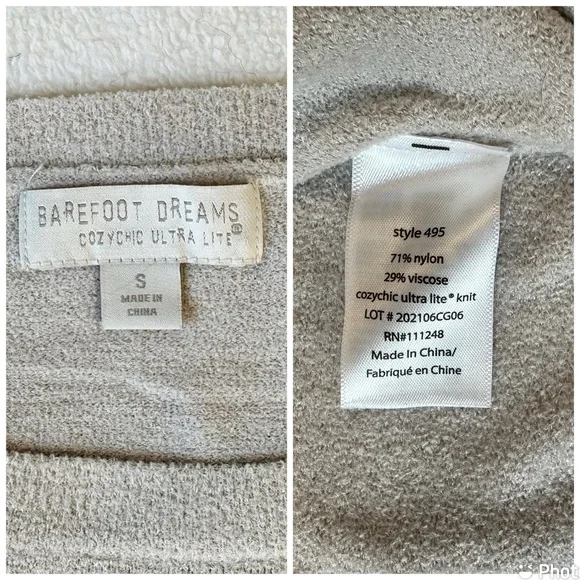 BAREFOOT DREAMS
COZYCHIC ULTRA LITE®
S
MADE IN
CHINA
style 495
71% nylon
29% viscose
cozychic ultra lite® knit
LOT # 202106CG06
RN#111248
Made In China/
Fabriqué en Chine
Phot